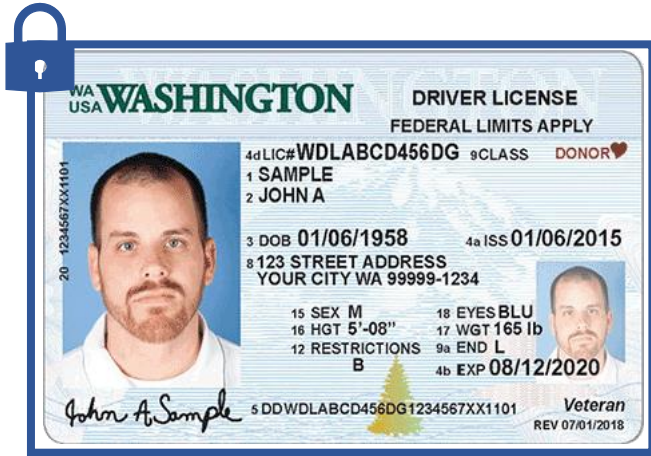 WA
USA WASHINGTON
DRIVER LICENSE
FEDERAL LIMITS APPLY
20 1234567XX1101
4d LIC# WDLABCD456DG 9 CLASS DONOR
1 SAMPLE
2 JOHN A
3 DOB 01/06/1958 4a ISS 01/06/2015
8 123 STREET ADDRESS
YOUR CITY WA 99999-1234
15 SEX M 18 EYES BLU
16 HGT 5'-08" 17 WGT 165 lb
12 RESTRICTIONS 9a END L
B 4b EXP 08/12/2020
John A Sample
5 DDWDLABCD456DG1234567XX1101 Veteran
REV 07/01/2018